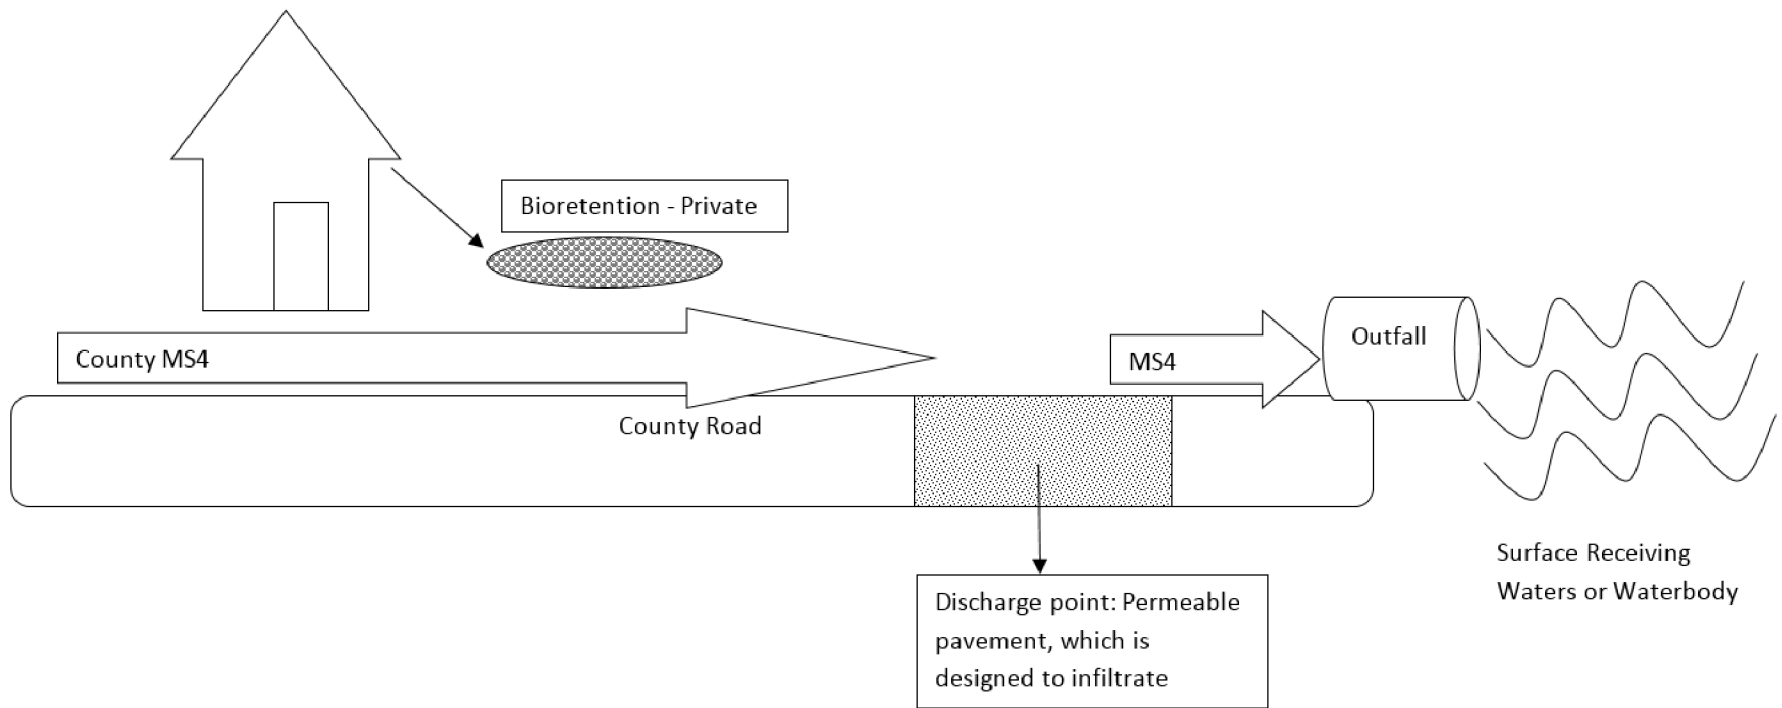 Bioretention - Private
County MS4
MS4
Outfall
County Road
Surface Receiving
Waters or Waterbody
Discharge point: Permeable
pavement, which is
designed to infiltrate